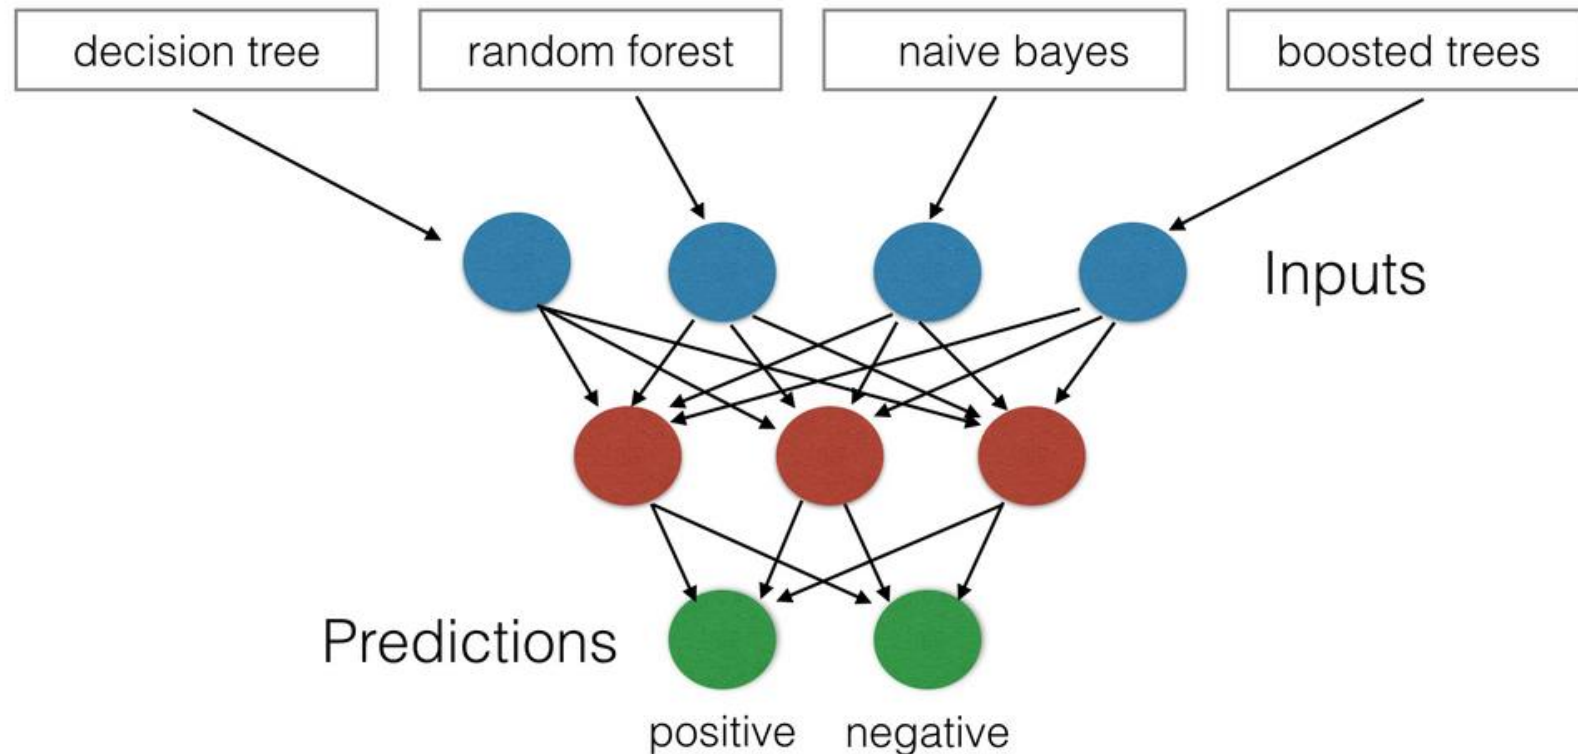 decision tree
random forest
naive bayes
boosted trees
Inputs
Predictions
positive
negative